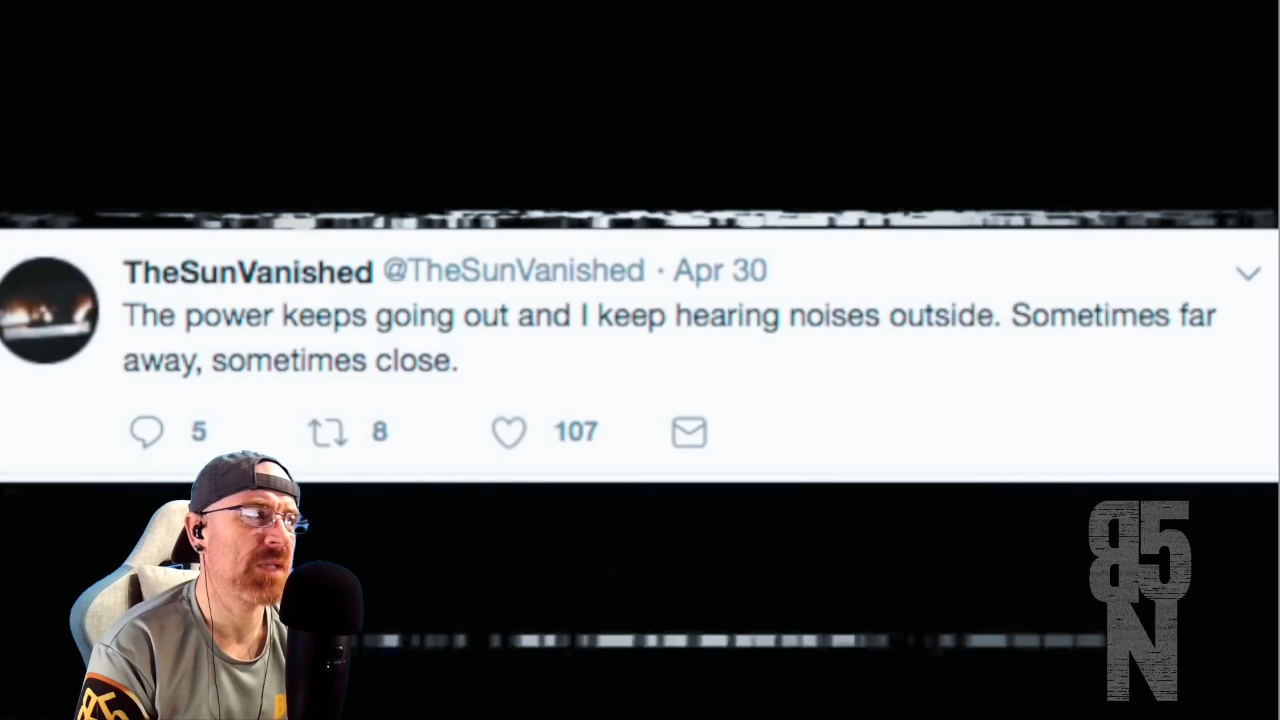 TheSunVanished @TheSunVanished · Apr 30
The power keeps going out and I keep hearing noises outside. Sometimes far
away, sometimes close.
5 8 107